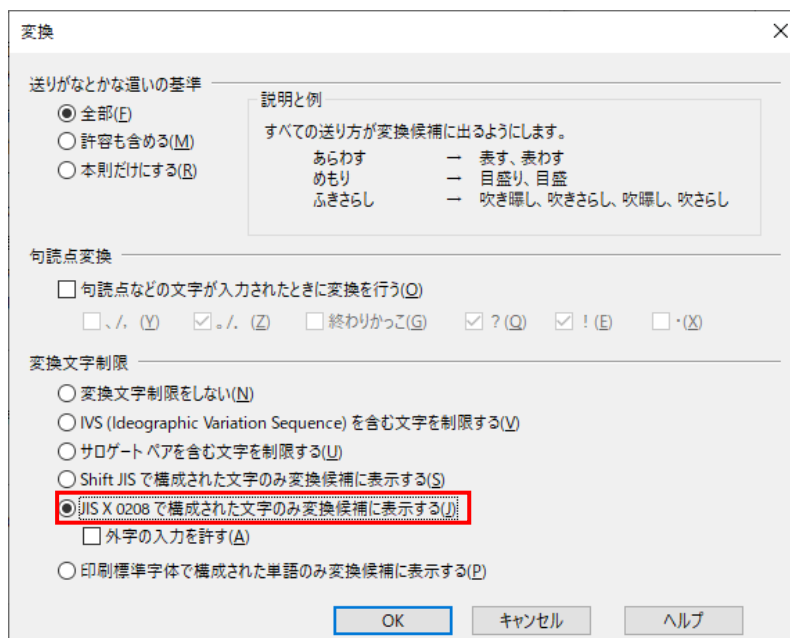 変換
送りがなとかな遣いの基準
全部(F)
許容も含める(M)
本則だけにする(R)
説明と例
すべての送り方が変換候補に出るようにします。
あらわす → 表す、表わす
めもり → 目盛り、目盛
ふきさらし → 吹き曝し、吹きさらし、吹曝し、吹さらし
句読点変換
句読点などの文字が入力されたときに変換を行う(O)
、/, (Y) 。/. (Z) 終わりかっこ(G) ?(Q) !(E) ・(X)
変換文字制限
変換文字制限をしない(N)
IVS (Ideographic Variation Sequence) を含む文字を制限する(V)
サロゲート ペアを含む文字を制限する(U)
Shift JIS で構成された文字のみ変換候補に表示する(S)
JIS X 0208 で構成された文字のみ変換候補に表示する(J)
外字の入力を許す(A)
印刷標準字体で構成された単語のみ変換候補に表示する(P)
OK キャンセル ヘルプ